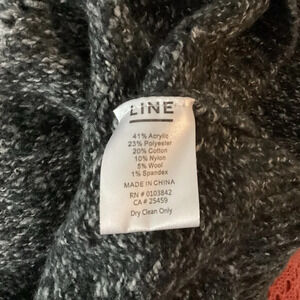 LINE
41% Acrylic
23% Polyester
20% Cotton
10% Nylon
5% Wool
1% Spandex
MADE IN CHINA
RN # 0103842
CA # 25459
Dry Clean Only